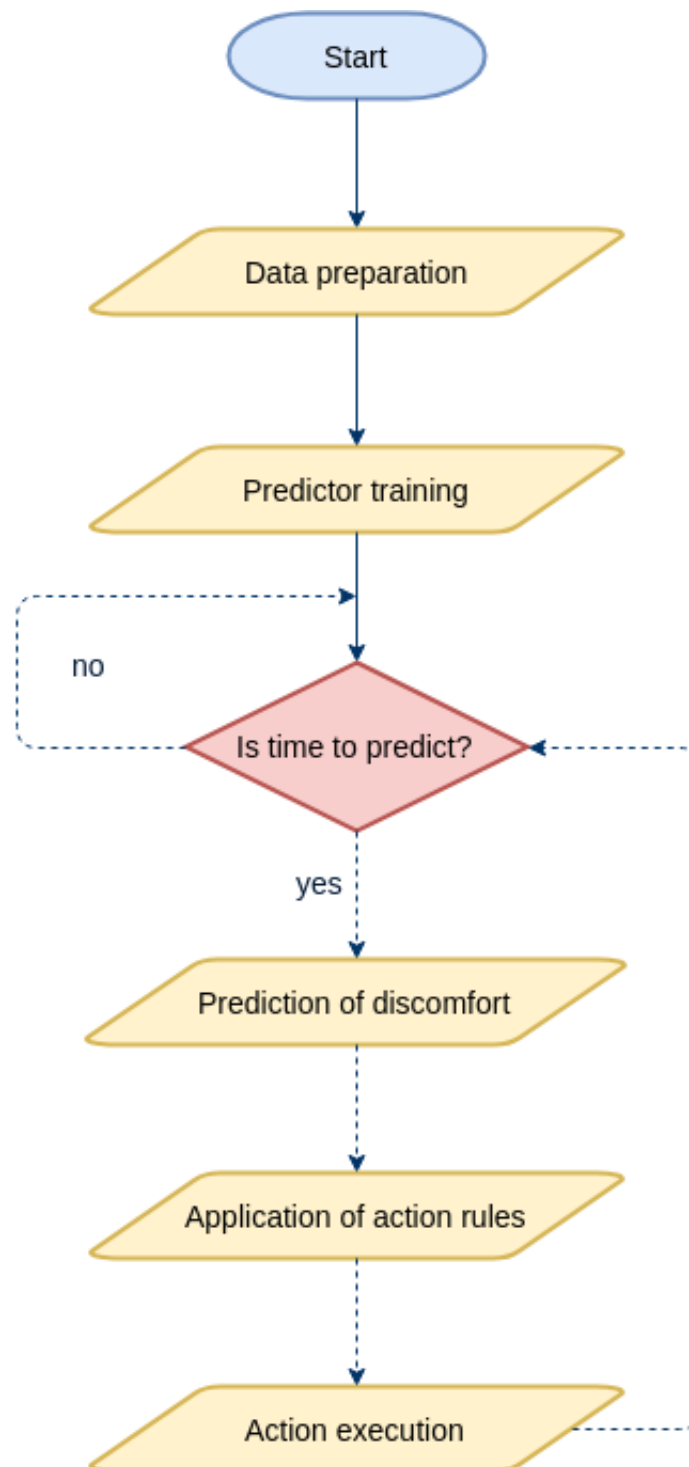 Start
Data preparation
Predictor training
no
Is time to predict?
yes
Prediction of discomfort
Application of action rules
Action execution